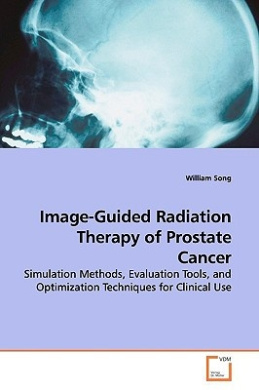 William Song
Image-Guided Radiation
Therapy of Prostate
Cancer
Simulation Methods, Evaluation Tools, and
Optimization Techniques for Clinical Use
VDM